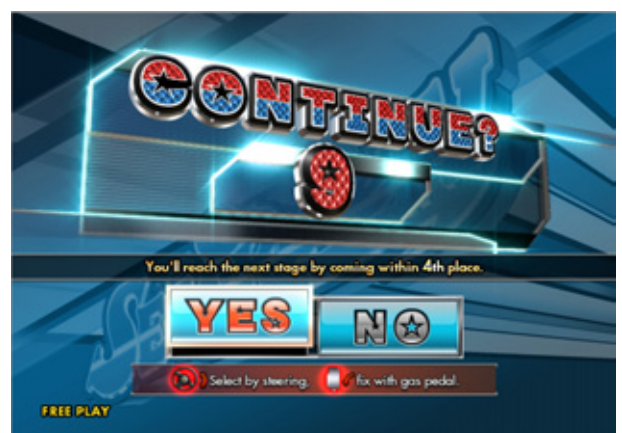 CONTINUE?
9
You'll reach the next stage by coming within 4th place.
YES NO
Select by steering, fix with gas pedal.
FREE PLAY